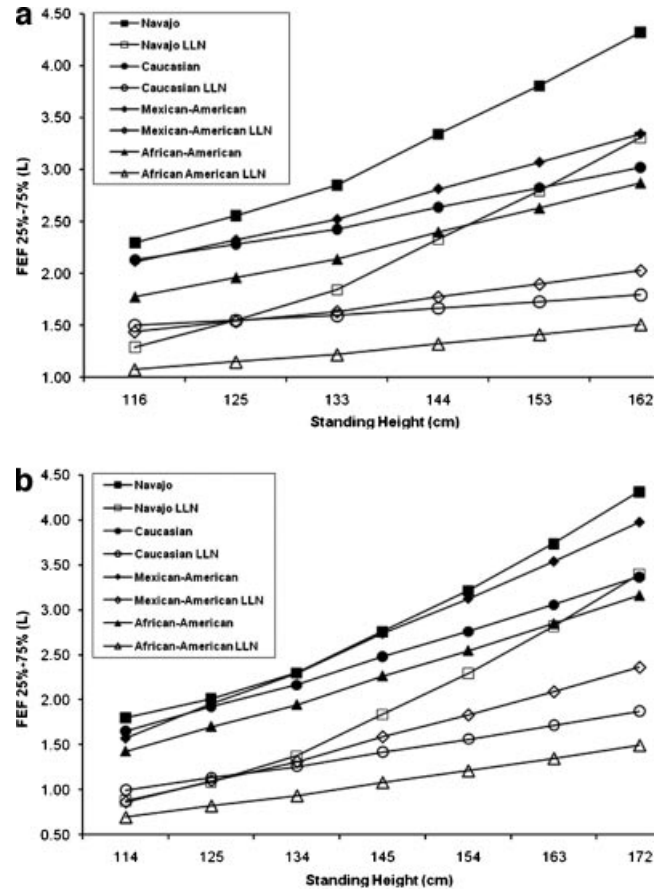 a
4.50
4.00
3.50
3.00
2.50
2.00
1.50
1.00
FEF 25%-75% (L)
Navajo
Navajo LLN
Caucasian
Caucasian LLN
Mexican-American
Mexican-American LLN
African-American
African American LLN
116 125 133 144 153 162
Standing Height (cm)
b
4.50
4.00
3.50
3.00
2.50
2.00
1.50
1.00
0.50
FEF 25%-75% (L)
Navajo
Navajo LLN
Caucasian
Caucasian LLN
Mexican-American
Mexican-American LLN
African-American
African-American LLN
114 125 134 145 154 163 172
Standing Height (cm)